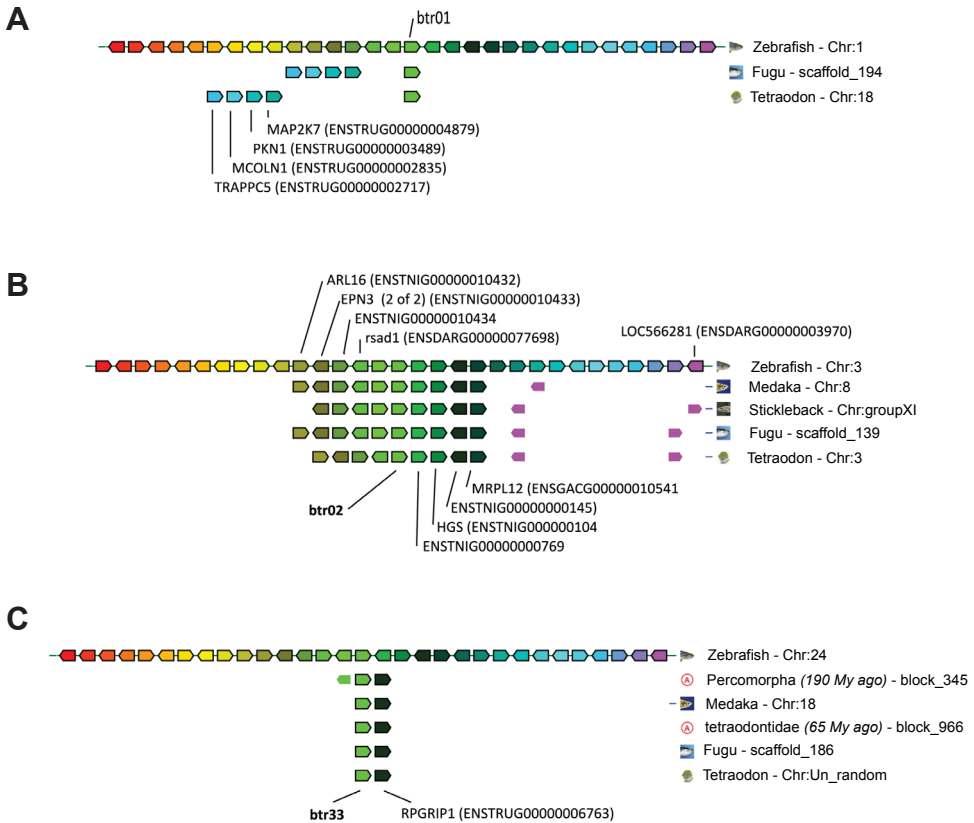 A
btr01
Zebrafish - Chr:1
Fugu - scaffold_194
Tetraodon - Chr:18
MAP2K7 (ENSTRUG00000004879)
PKN1 (ENSTRUG00000003489)
MCOLN1 (ENSTRUG00000002835)
TRAPPC5 (ENSTRUG00000002717)
B
ARL16 (ENSTNIG00000010432)
EPN3 (2 of 2) (ENSTNIG00000010433)
ENSTNIG00000010434
rsad1 (ENSDARG00000077698)
LOC566281 (ENSDARG00000003970)
Zebrafish - Chr:3
Medaka - Chr:8
Stickleback - Chr:groupXI
Fugu - scaffold_139
Tetraodon - Chr:3
MRPL12 (ENSGACG00000010541
btr02
ENSTNIG00000000145)
HGS (ENSTNIG000000104
ENSTNIG00000000769
C
Zebrafish - Chr:24
A Percomorpha (190 My ago) - block_345
Medaka - Chr:18
A tetraodontidae (65 My ago) - block_966
Fugu - scaffold_186
Tetraodon - Chr:Un_random
btr33
RPGRIP1 (ENSTRUG00000006763)